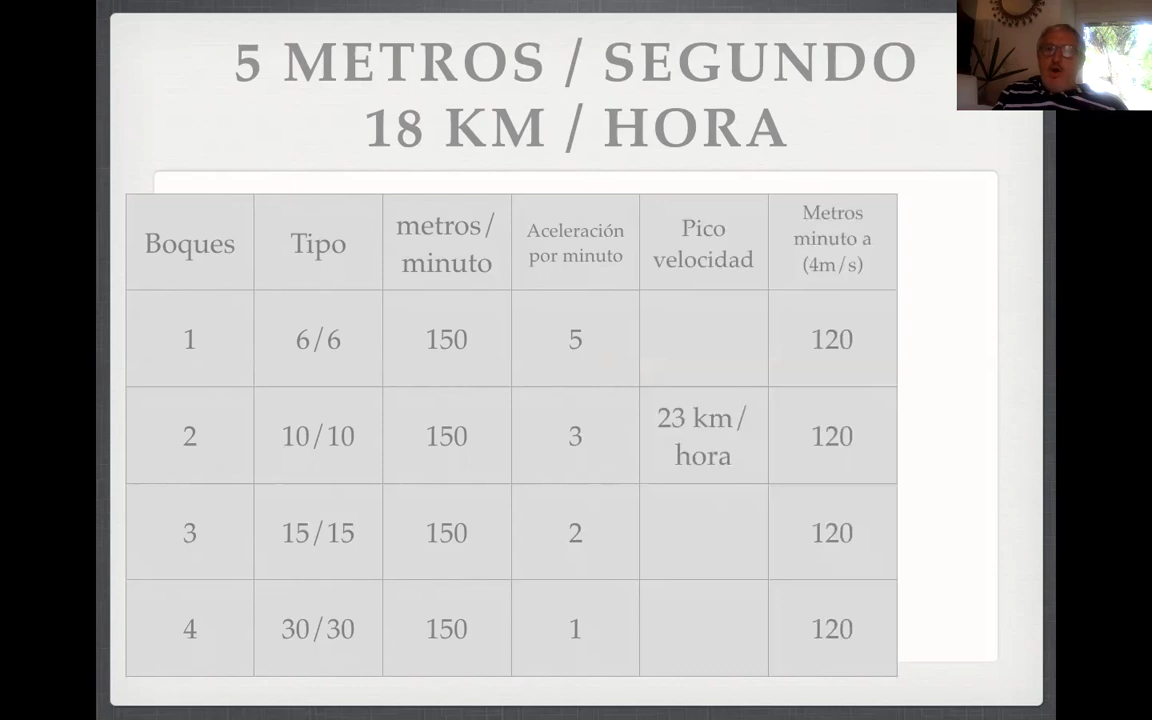 5 METROS / SEGUNDO
18 KM / HORA
Boques Tipo metros/ minuto Aceleración por minuto Pico velocidad Metros minuto a (4m/s)
1 6/6 150 5 120
2 10/10 150 3 23 km/ hora 120
3 15/15 150 2 120
4 30/30 150 1 120